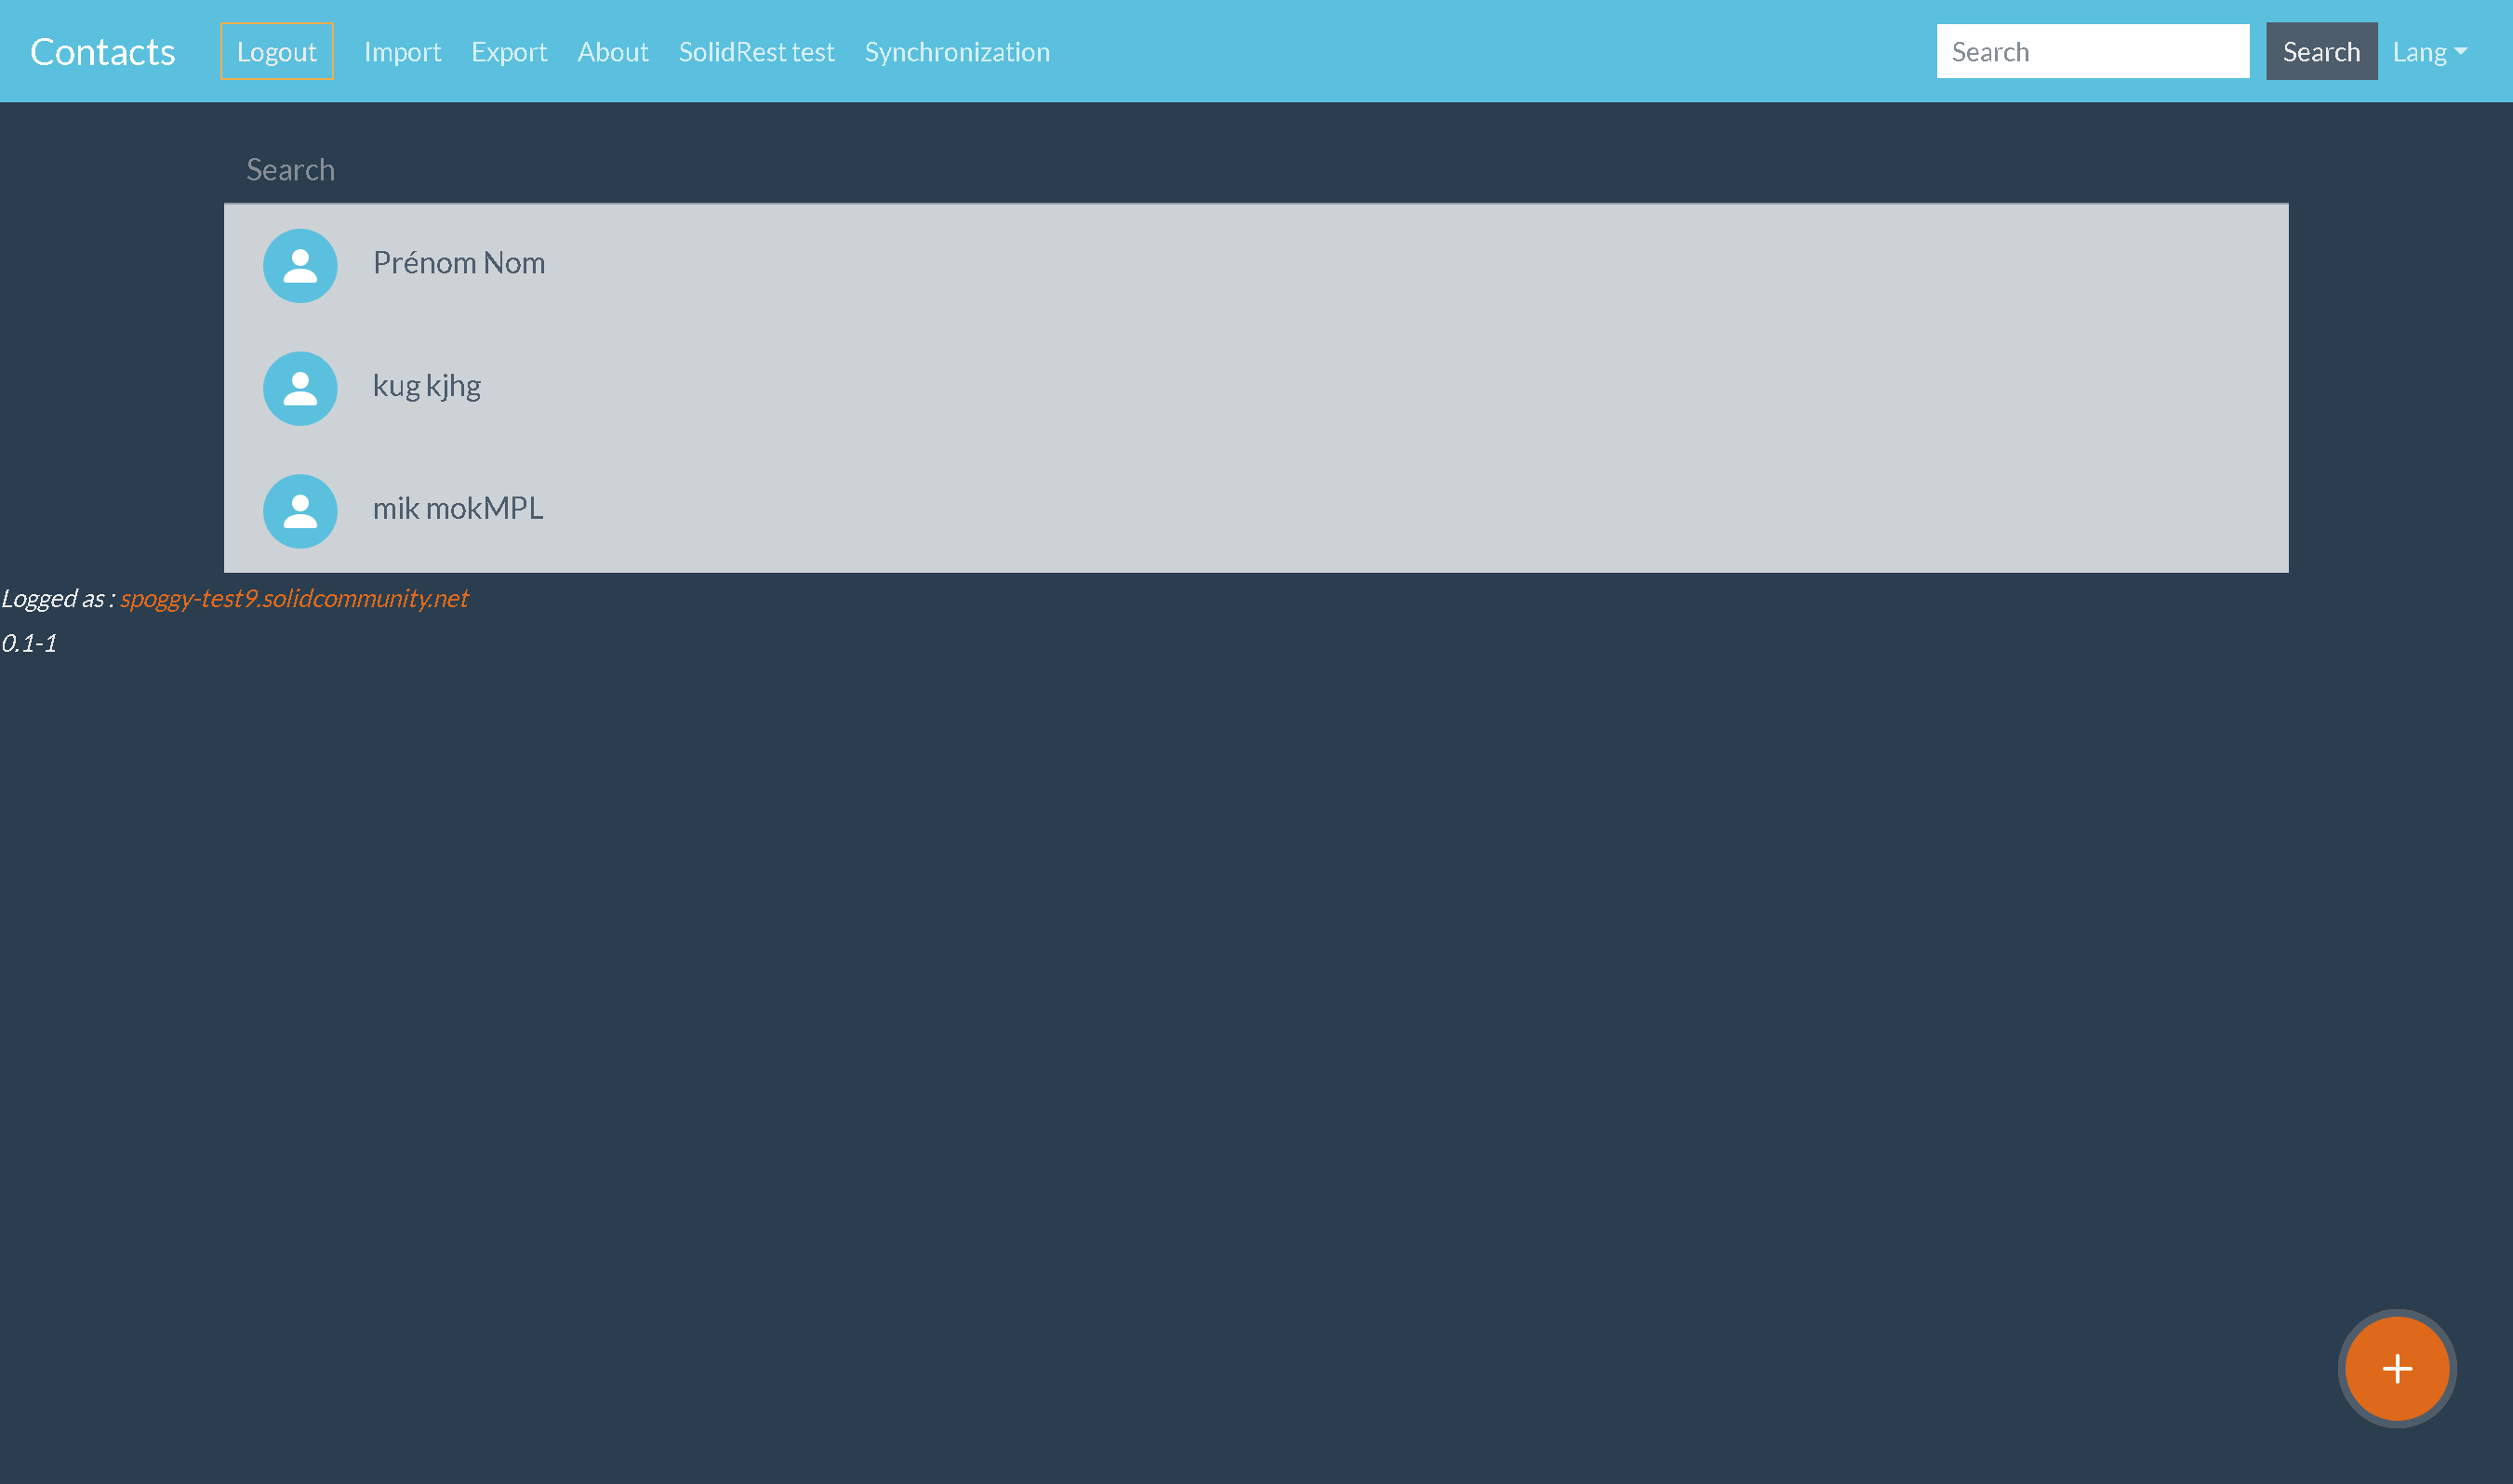 Contacts Logout Import Export About SolidRest test Synchronization Search Search Lang
Search
Prénom Nom
kug kjhg
mik mokMPL
Logged as : spoggy-test9.solidcommunity.net
0.1-1